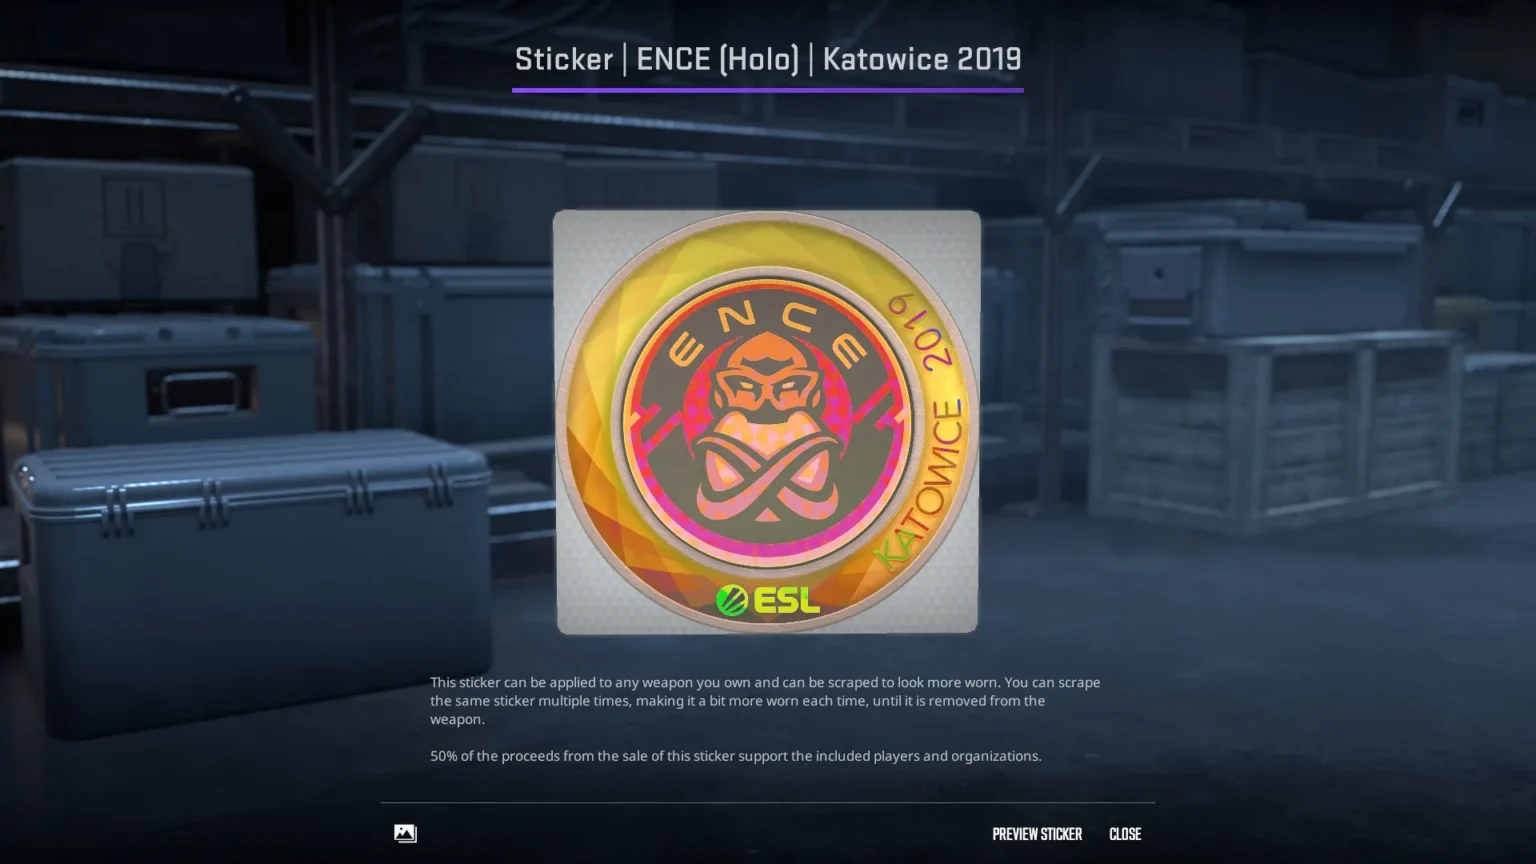 Sticker | ENCE (Holo) | Katowice 2019
ENCE
KATOWICE 2019
ESL
This sticker can be applied to any weapon you own and can be scraped to look more worn. You can scrape
the same sticker multiple times, making it a bit more worn each time, until it is removed from the
weapon.
50% of the proceeds from the sale of this sticker support the included players and organizations.
PREVIEW STICKER
CLOSE